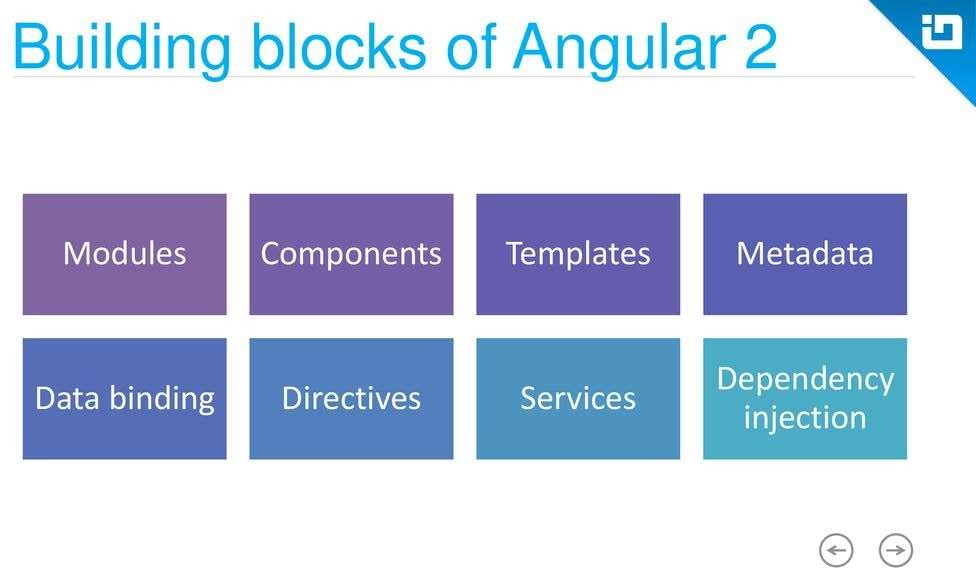 Building blocks of Angular 2
Modules
Components
Templates
Metadata
Data binding
Directives
Services
Dependency
injection